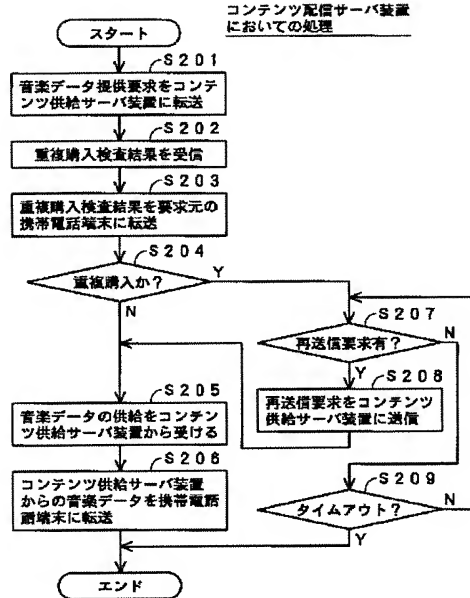 コンテンツ配信サーバ装置
においての処理
スタート
S201
音楽データ提供要求をコンテン
ツ供給サーバ装置に転送
S202
重複購入検査結果を受信
S203
重複購入検査結果を要求元の
携帯電話端末に転送
S204
重複購入か？
Y
N
S207
再送信要求有？
N
Y
S208
再送信要求をコンテンツ
供給サーバ装置に送信
S205
音楽データの供給をコンテン
ツ供給サーバ装置から受ける
S206
コンテンツ供給サーバ装置
からの音楽データを携帯電話
話端末に転送
S209
タイムアウト？
N
Y
エンド